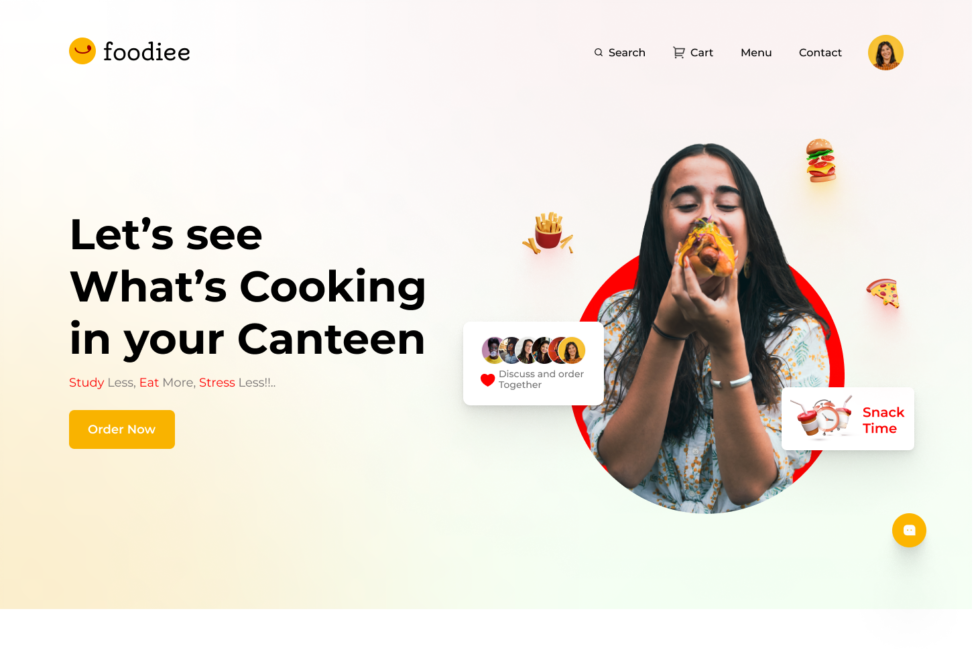 foodiee
Search
Cart
Menu
Contact
Let’s see
What’s Cooking
in your Canteen
Study Less, Eat More, Stress Less!!..
Order Now
Discuss and order
Together
Snack
Time